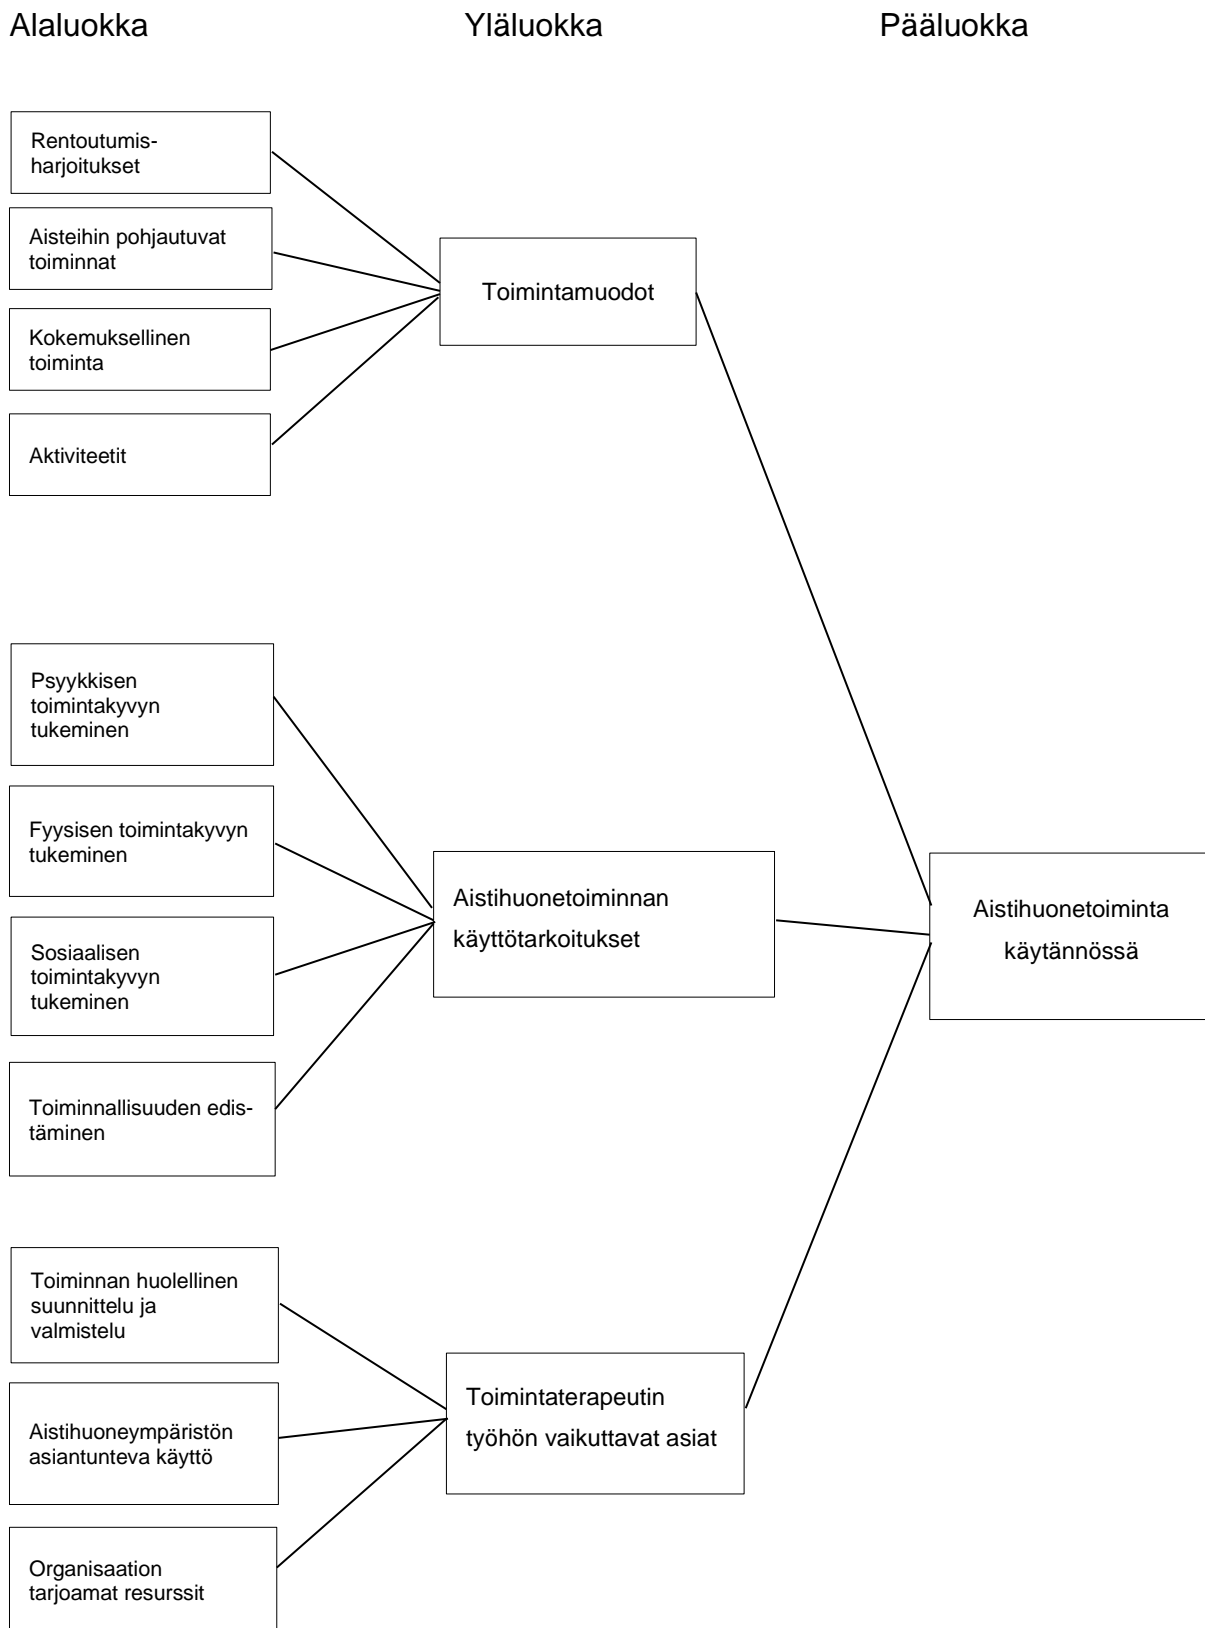 Alaluokka
Yläluokka
Pääluokka
Rentoutumis-
harjoitukset
Aisteihin pohjautuvat
toiminnat
Kokemuksellinen
toiminta
Aktiviteetit
Toimintamuodot
Psyykkisen
toimintakyvyn
tukeminen
Fyysisen toimintakyvyn
tukeminen
Sosiaalisen
toimintakyvyn
tukeminen
Toiminnallisuuden edis-
täminen
Aistihuonetoiminnan
käyttötarkoitukset
Aistihuonetoiminta
käytännössä
Toiminnan huolellinen
suunnittelu ja
valmistelu
Aistihuoneympäristön
asiantunteva käyttö
Organisaation
tarjoamat resurssit
Toimintaterapeutin
työhön vaikuttavat asiat